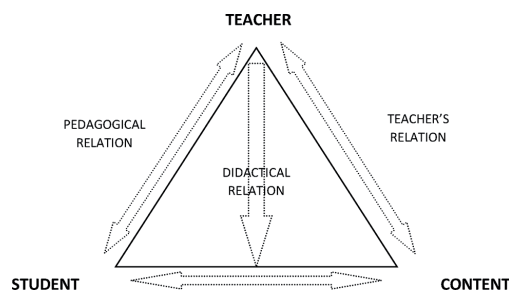 TEACHER
PEDAGOGICAL
RELATION
TEACHER'S
RELATION
DIDACTICAL
RELATION
STUDENT
CONTENT